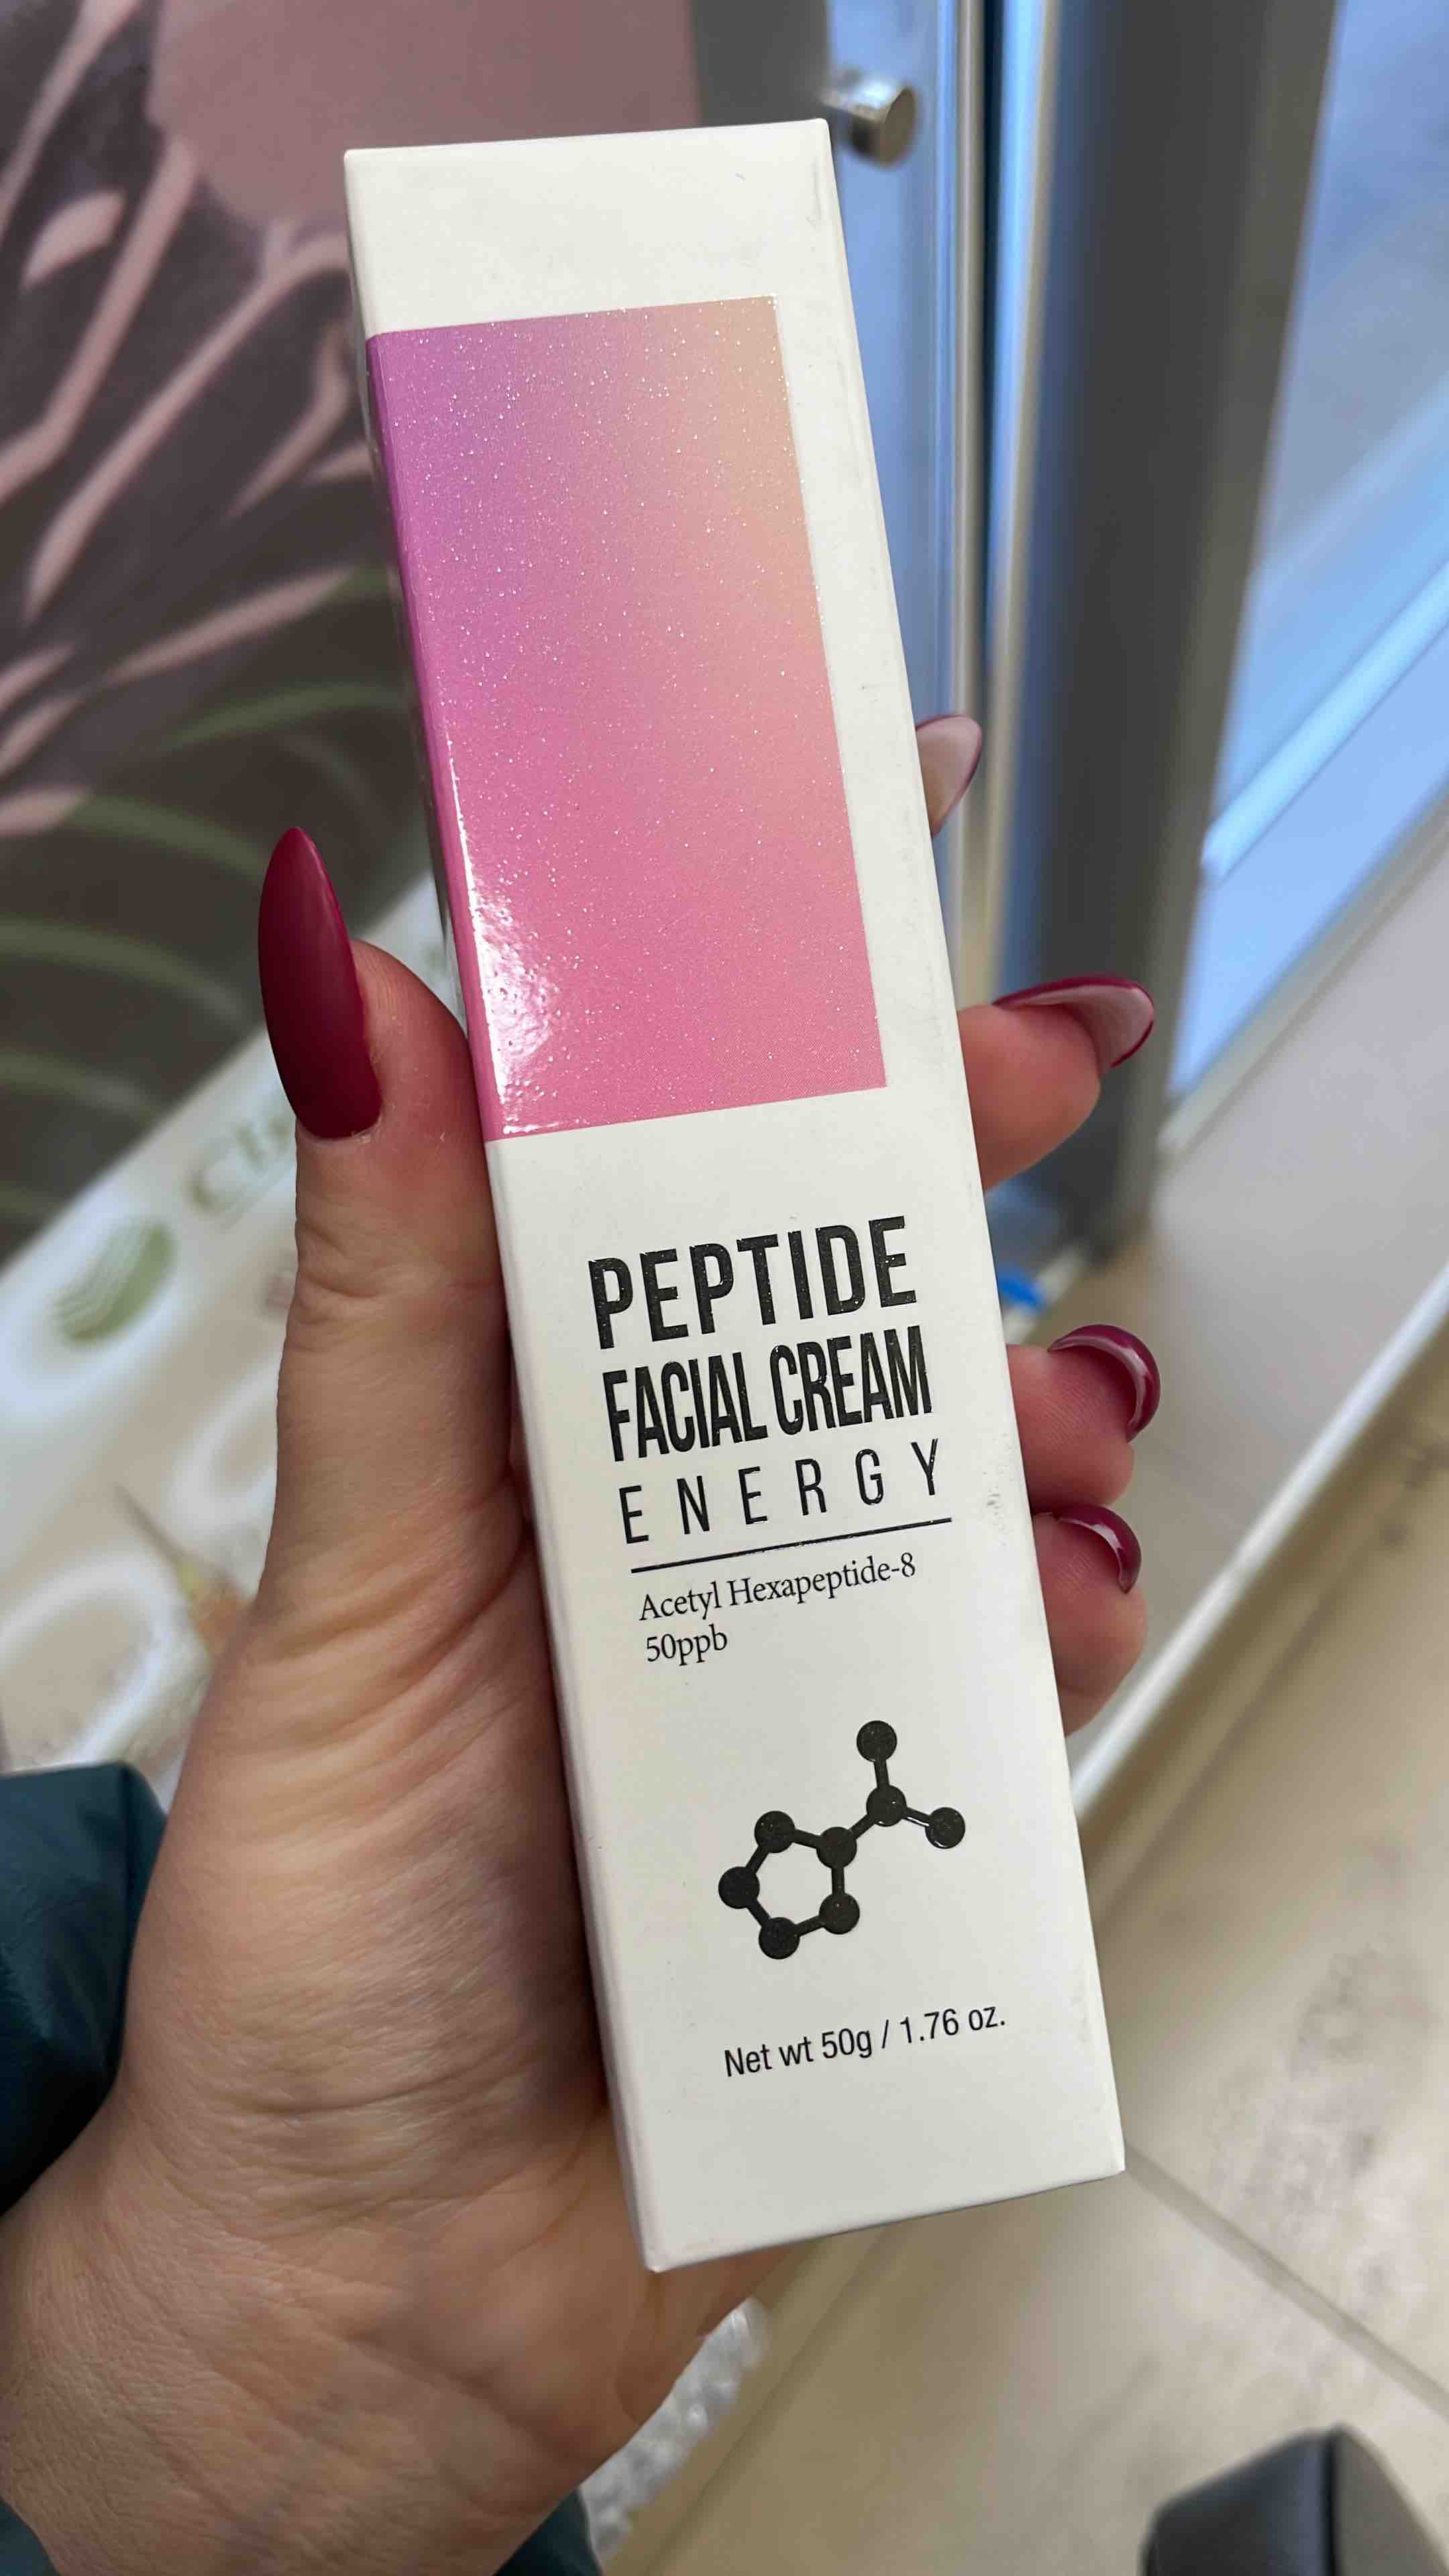 PEPTIDE
FACIAL CREAM
ENERGY
Acetyl Hexapeptide-8
50ppb
Net wt 50g / 1.76 oz.